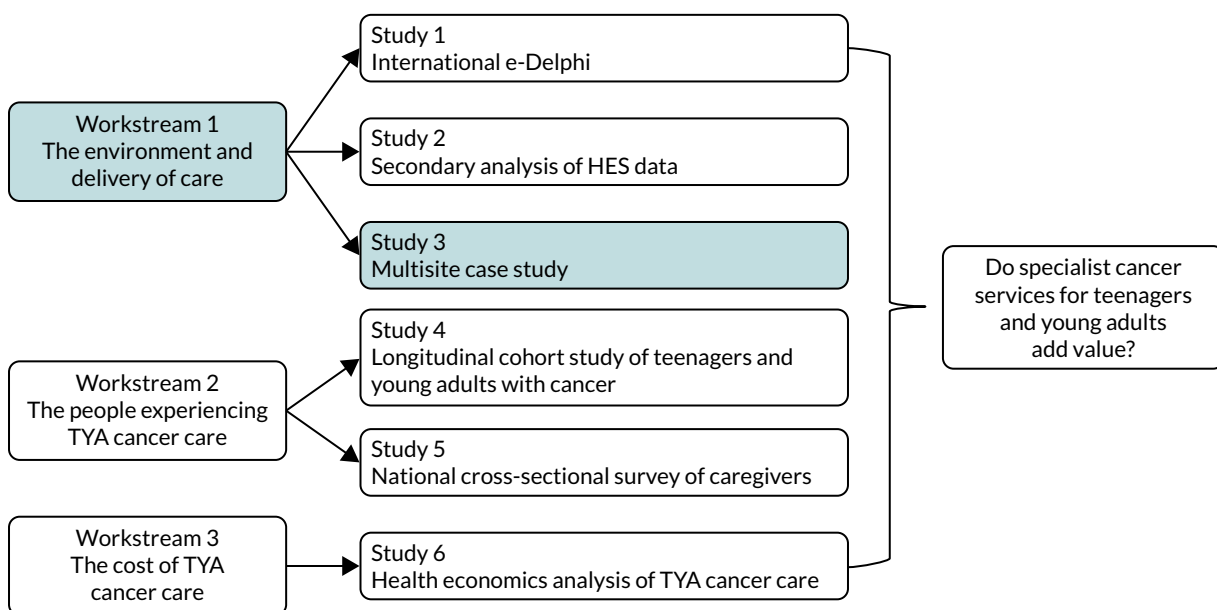 Study 1
International e-Delphi
Workstream 1
The environment and
delivery of care
Study 2
Secondary analysis of HES data
Study 3
Multisite case study
Do specialist cancer
services for teenagers
and young adults
add value?
Study 4
Longitudinal cohort study of teenagers and
young adults with cancer
Workstream 2
The people experiencing
TYA cancer care
Study 5
National cross-sectional survey of caregivers
Workstream 3
The cost of TYA
cancer care
Study 6
Health economics analysis of TYA cancer care